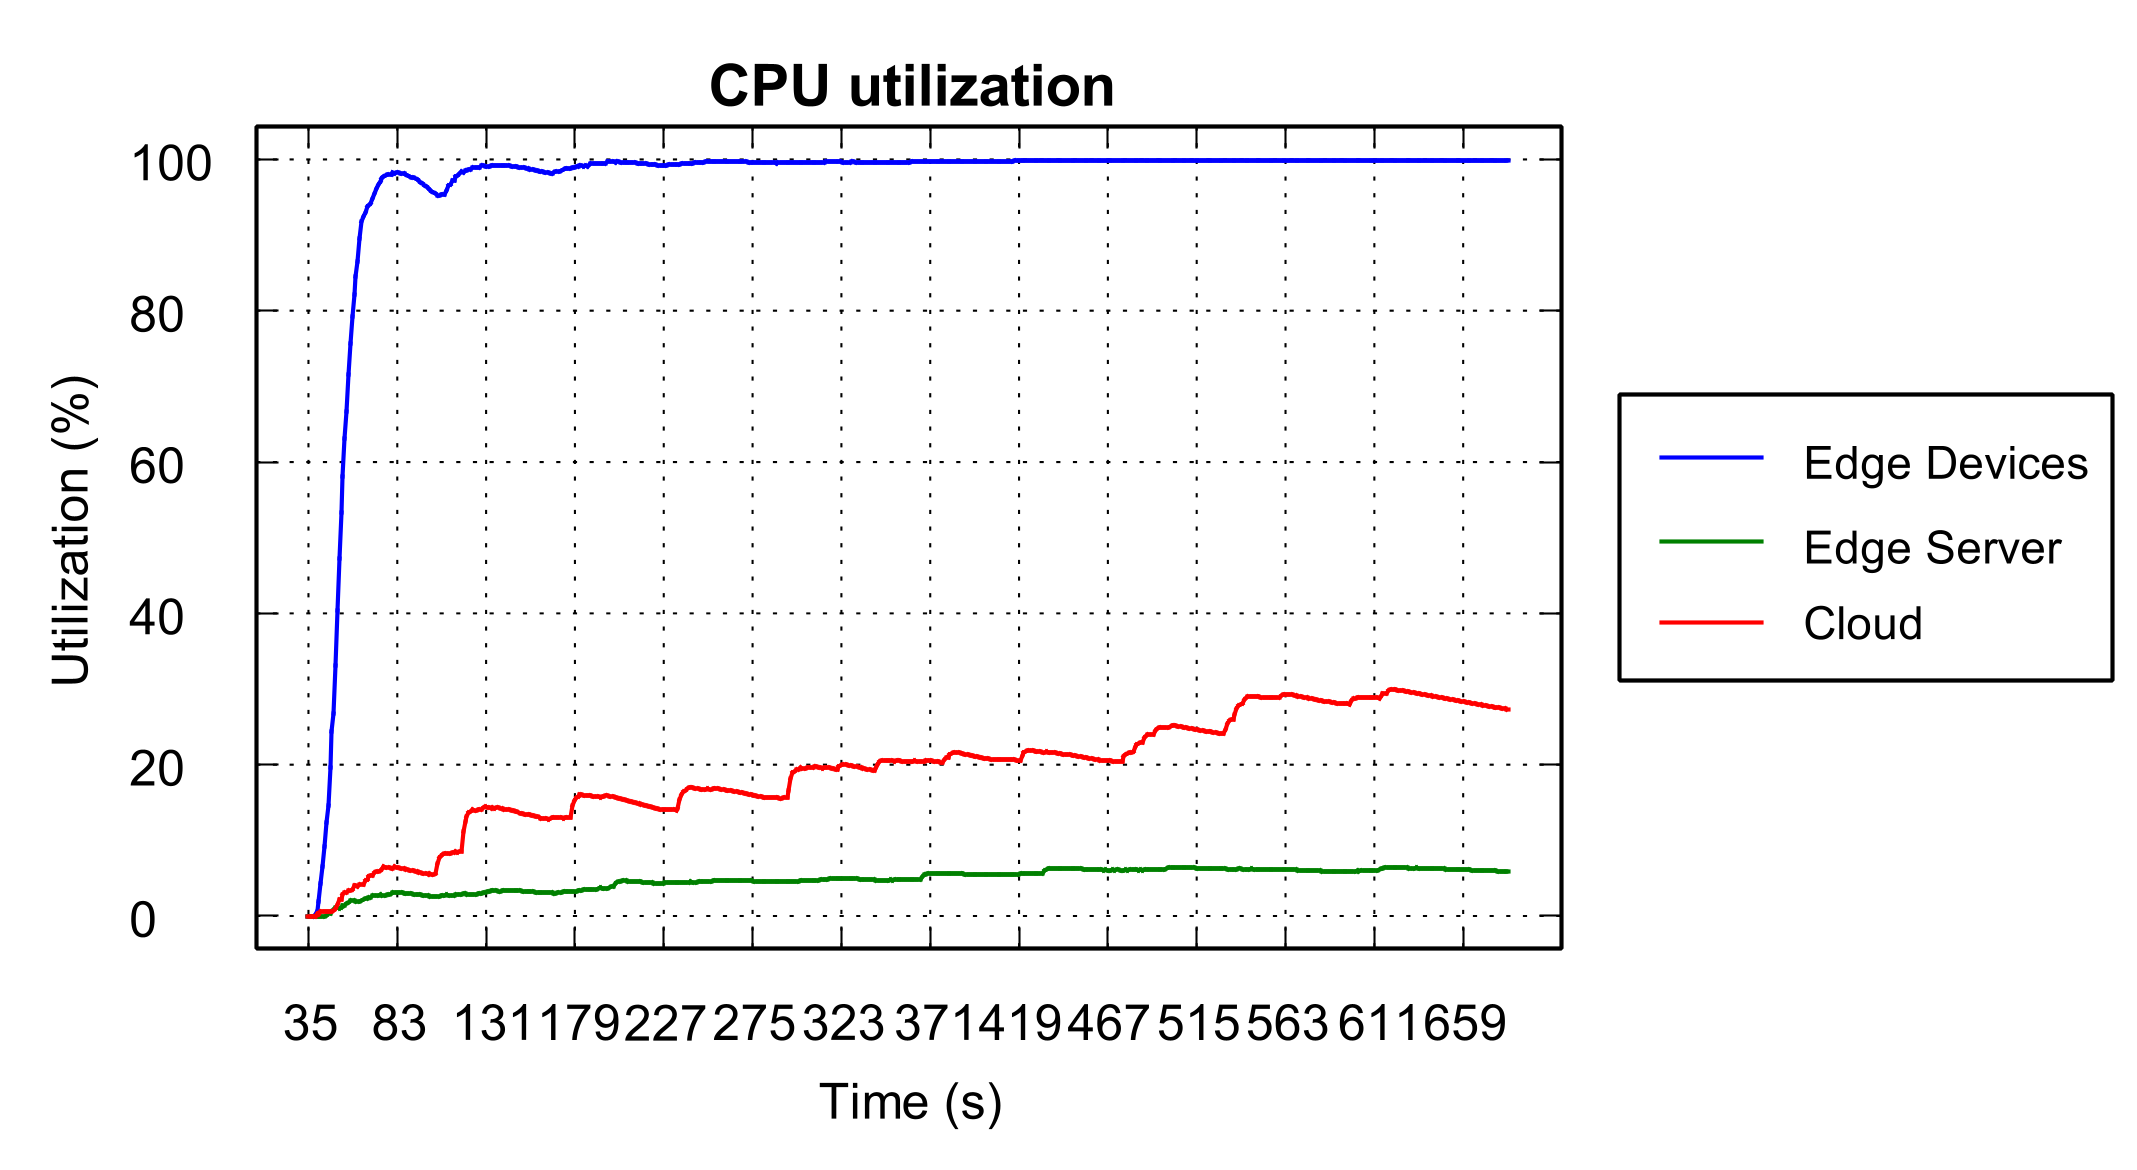 CPU utilization
100
80
60
40
20
0
Utilization (%)
35 83 131 179 227 275 323 371 419 467 515 563 611 659
Time (s)
Edge Devices
Edge Server
Cloud